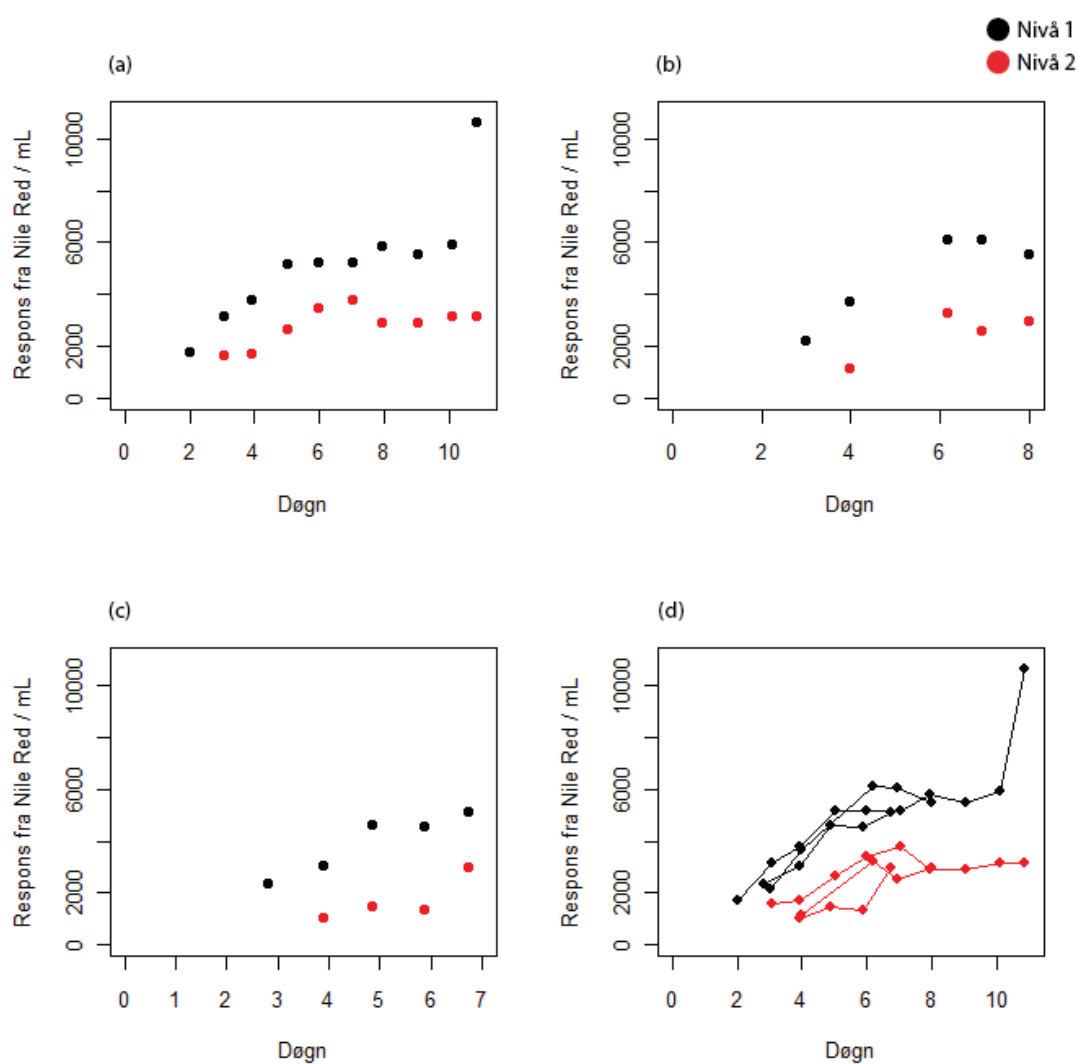 Nivå 1
Nivå 2
(a)
Respons fra Nile Red / mL
0 2000 6000 10000
0 2 4 6 8 10
Døgn
(b)
Respons fra Nile Red / mL
0 2000 6000 10000
0 2 4 6 8
Døgn
(c)
Respons fra Nile Red / mL
0 2000 6000 10000
0 1 2 3 4 5 6 7
Døgn
(d)
Respons fra Nile Red / mL
0 2000 6000 10000
0 2 4 6 8 10
Døgn